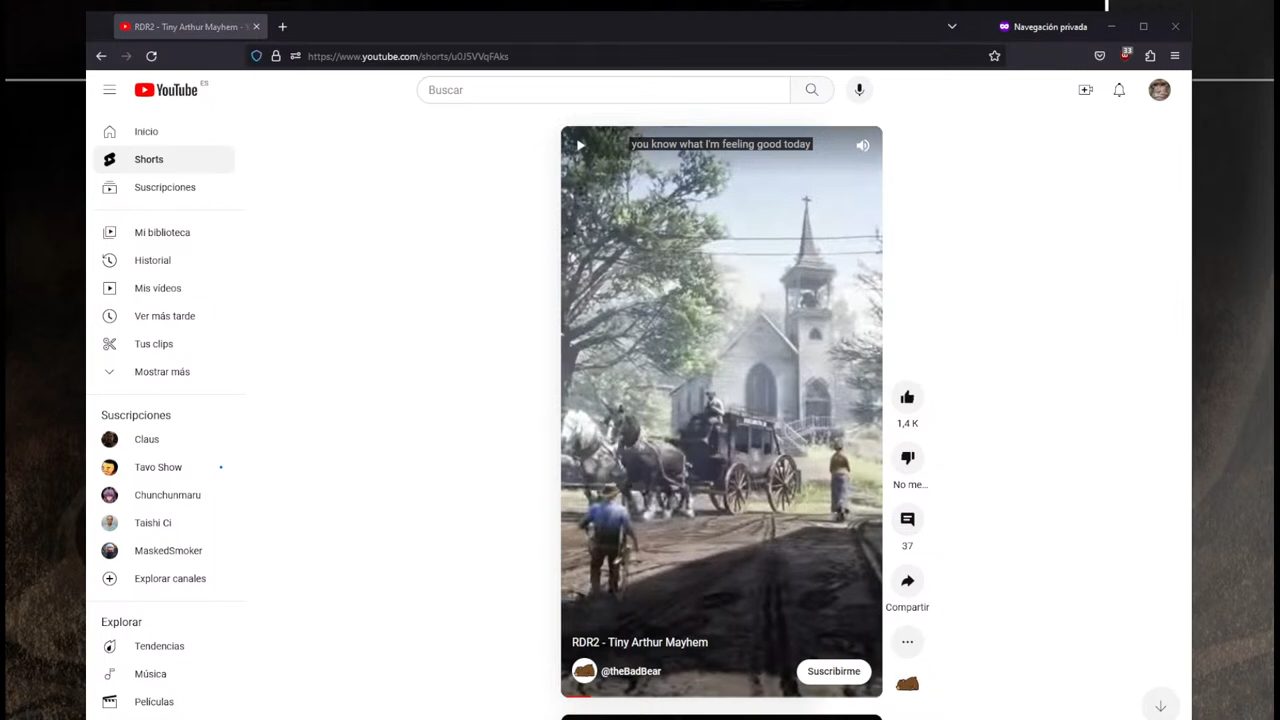 RDR2 - Tiny Arthur Mayhem -
Navegación privada
https://www.youtube.com/shorts/u0J5VVqFAks
33
YouTube ES
Buscar
Inicio
Shorts
Suscripciones
Mi biblioteca
Historial
Mis vídeos
Ver más tarde
Tus clips
Mostrar más
Suscripciones
Claus
Tavo Show
Chunchunmaru
Taishi Ci
MaskedSmoker
Explorar canales
Explorar
Tendencias
Música
Películas
you know what I'm feeling good today
RDR2 - Tiny Arthur Mayhem
@theBadBear
Suscribirme
1,4 K
No me...
37
Compartir